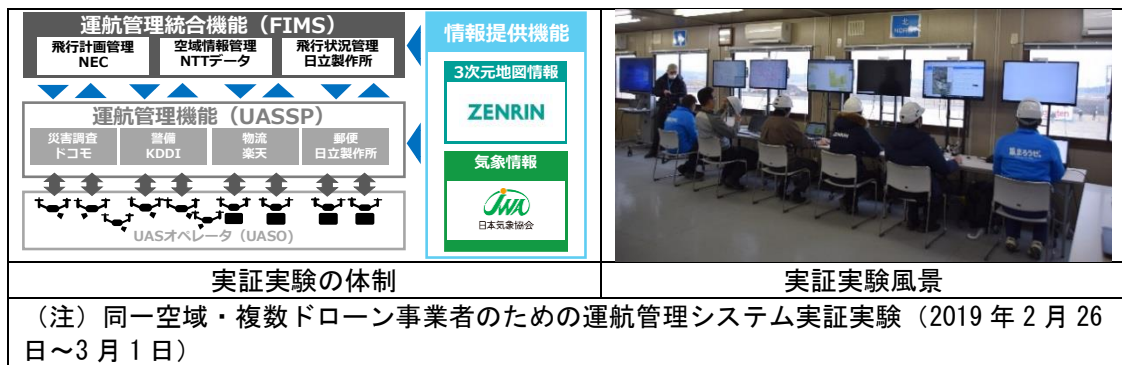 運航管理統合機能（FIMS）
飛行計画管理
NEC
空域情報管理
NTTデータ
飛行状況管理
日立製作所
運航管理機能（UASSP）
災害調査
ドコモ
警備
KDDI
物流
楽天
郵便
日立製作所
UASオペレータ（UASO）
情報提供機能
3次元地図情報
ZENRIN
気象情報
JWA
日本気象協会
北
実証実験の体制
実証実験風景
（注）同一空域・複数ドローン事業者のための運航管理システム実証実験（2019 年 2 月 26
日～3 月 1 日）